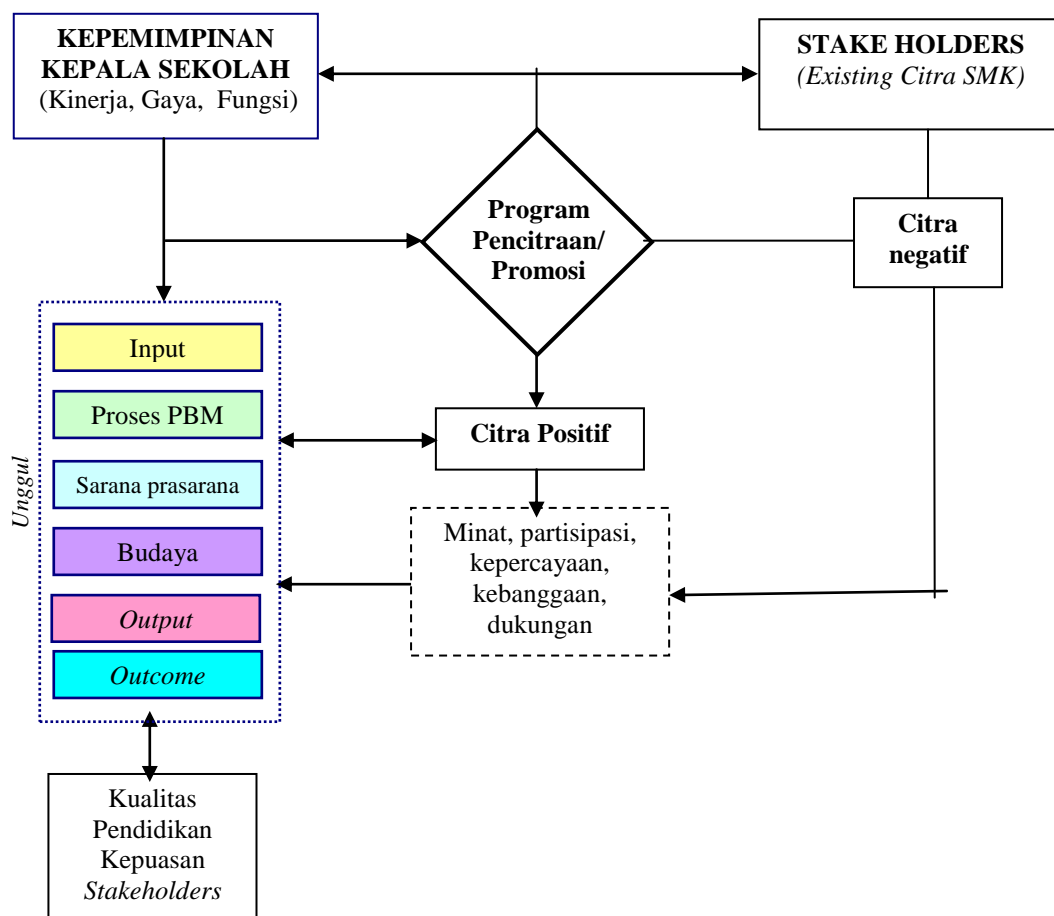 KEPEMIMPINAN
KEPALA SEKOLAH
(Kinerja, Gaya, Fungsi)
STAKE HOLDERS
(Existing Citra SMK)
Program
Pencitraan/
Promosi
Citra
negatif
Unggul
Input
Proses PBM
Sarana prasarana
Budaya
Output
Outcome
Citra Positif
Minat, partisipasi,
kepercayaan,
kebanggaan,
dukungan
Kualitas
Pendidikan
Kepuasan
Stakeholders